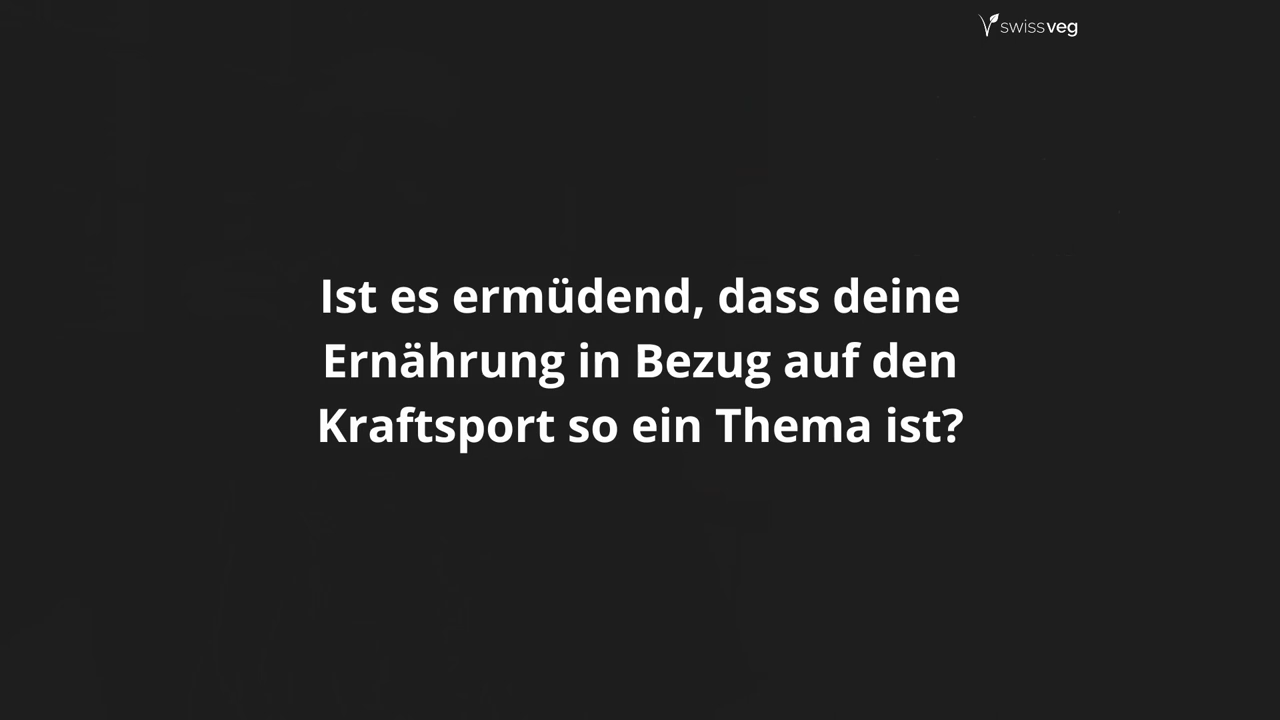 swissveg
Ist es ermüdend, dass deine
Ernährung in Bezug auf den
Kraftsport so ein Thema ist?